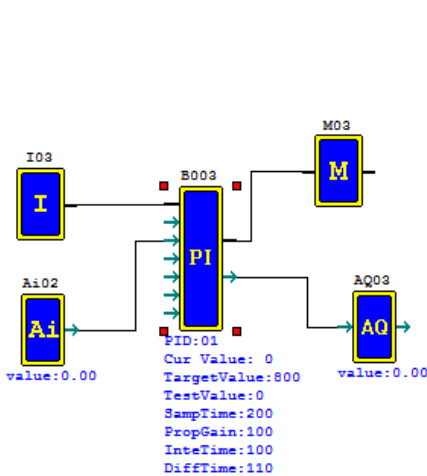 M03
M
I03
I
B003
PI
Ai02
Ai
value:0.00
AQ03
AQ
value:0.00
PID:01
Cur Value: 0
TargetValue:800
TestValue:0
SampTime:200
PropGain:100
InteTime:100
DiffTime:110